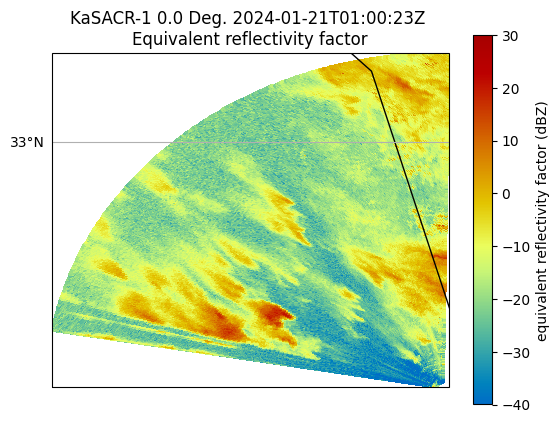 KaSACR-1 0.0 Deg. 2024-01-21T01:00:23Z
Equivalent reflectivity factor
33°N
30
20
10
0
−10
−20
−30
−40
equivalent reflectivity factor (dBZ)